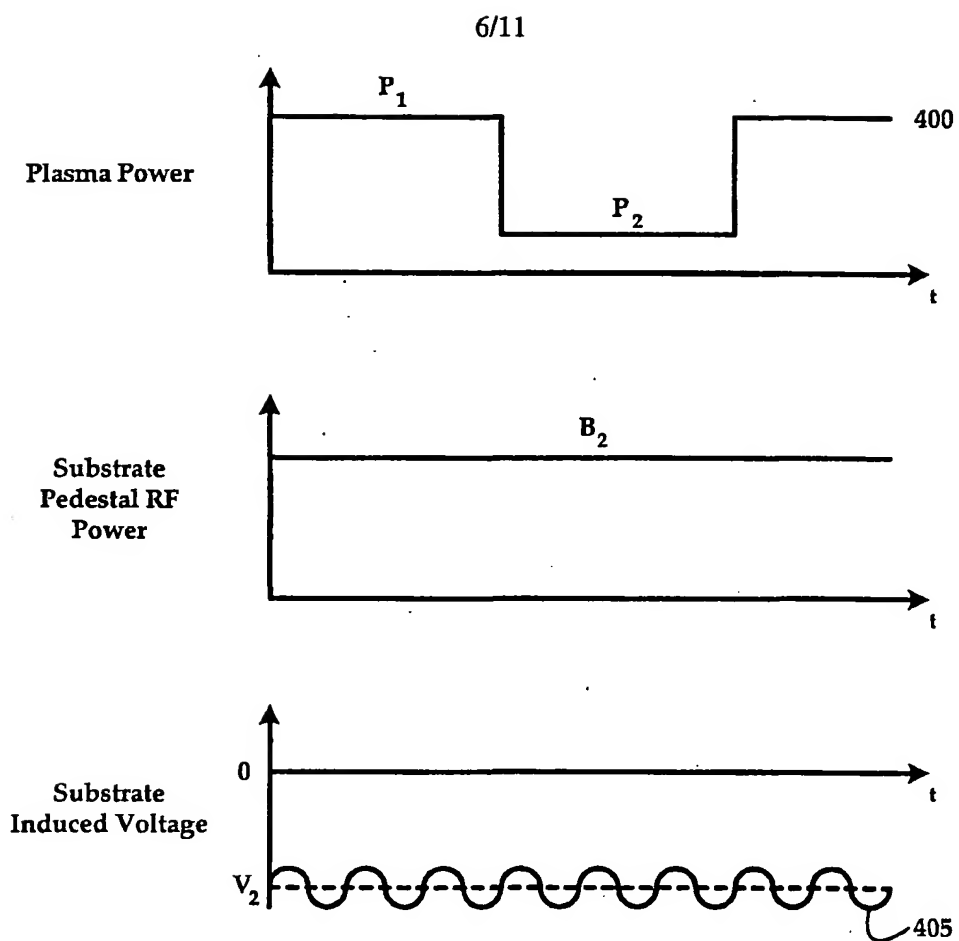 6/11
P1
400
Plasma Power
P2
t
B2
Substrate
Pedestal RF
Power
t
0
t
Substrate
Induced Voltage
V2
405